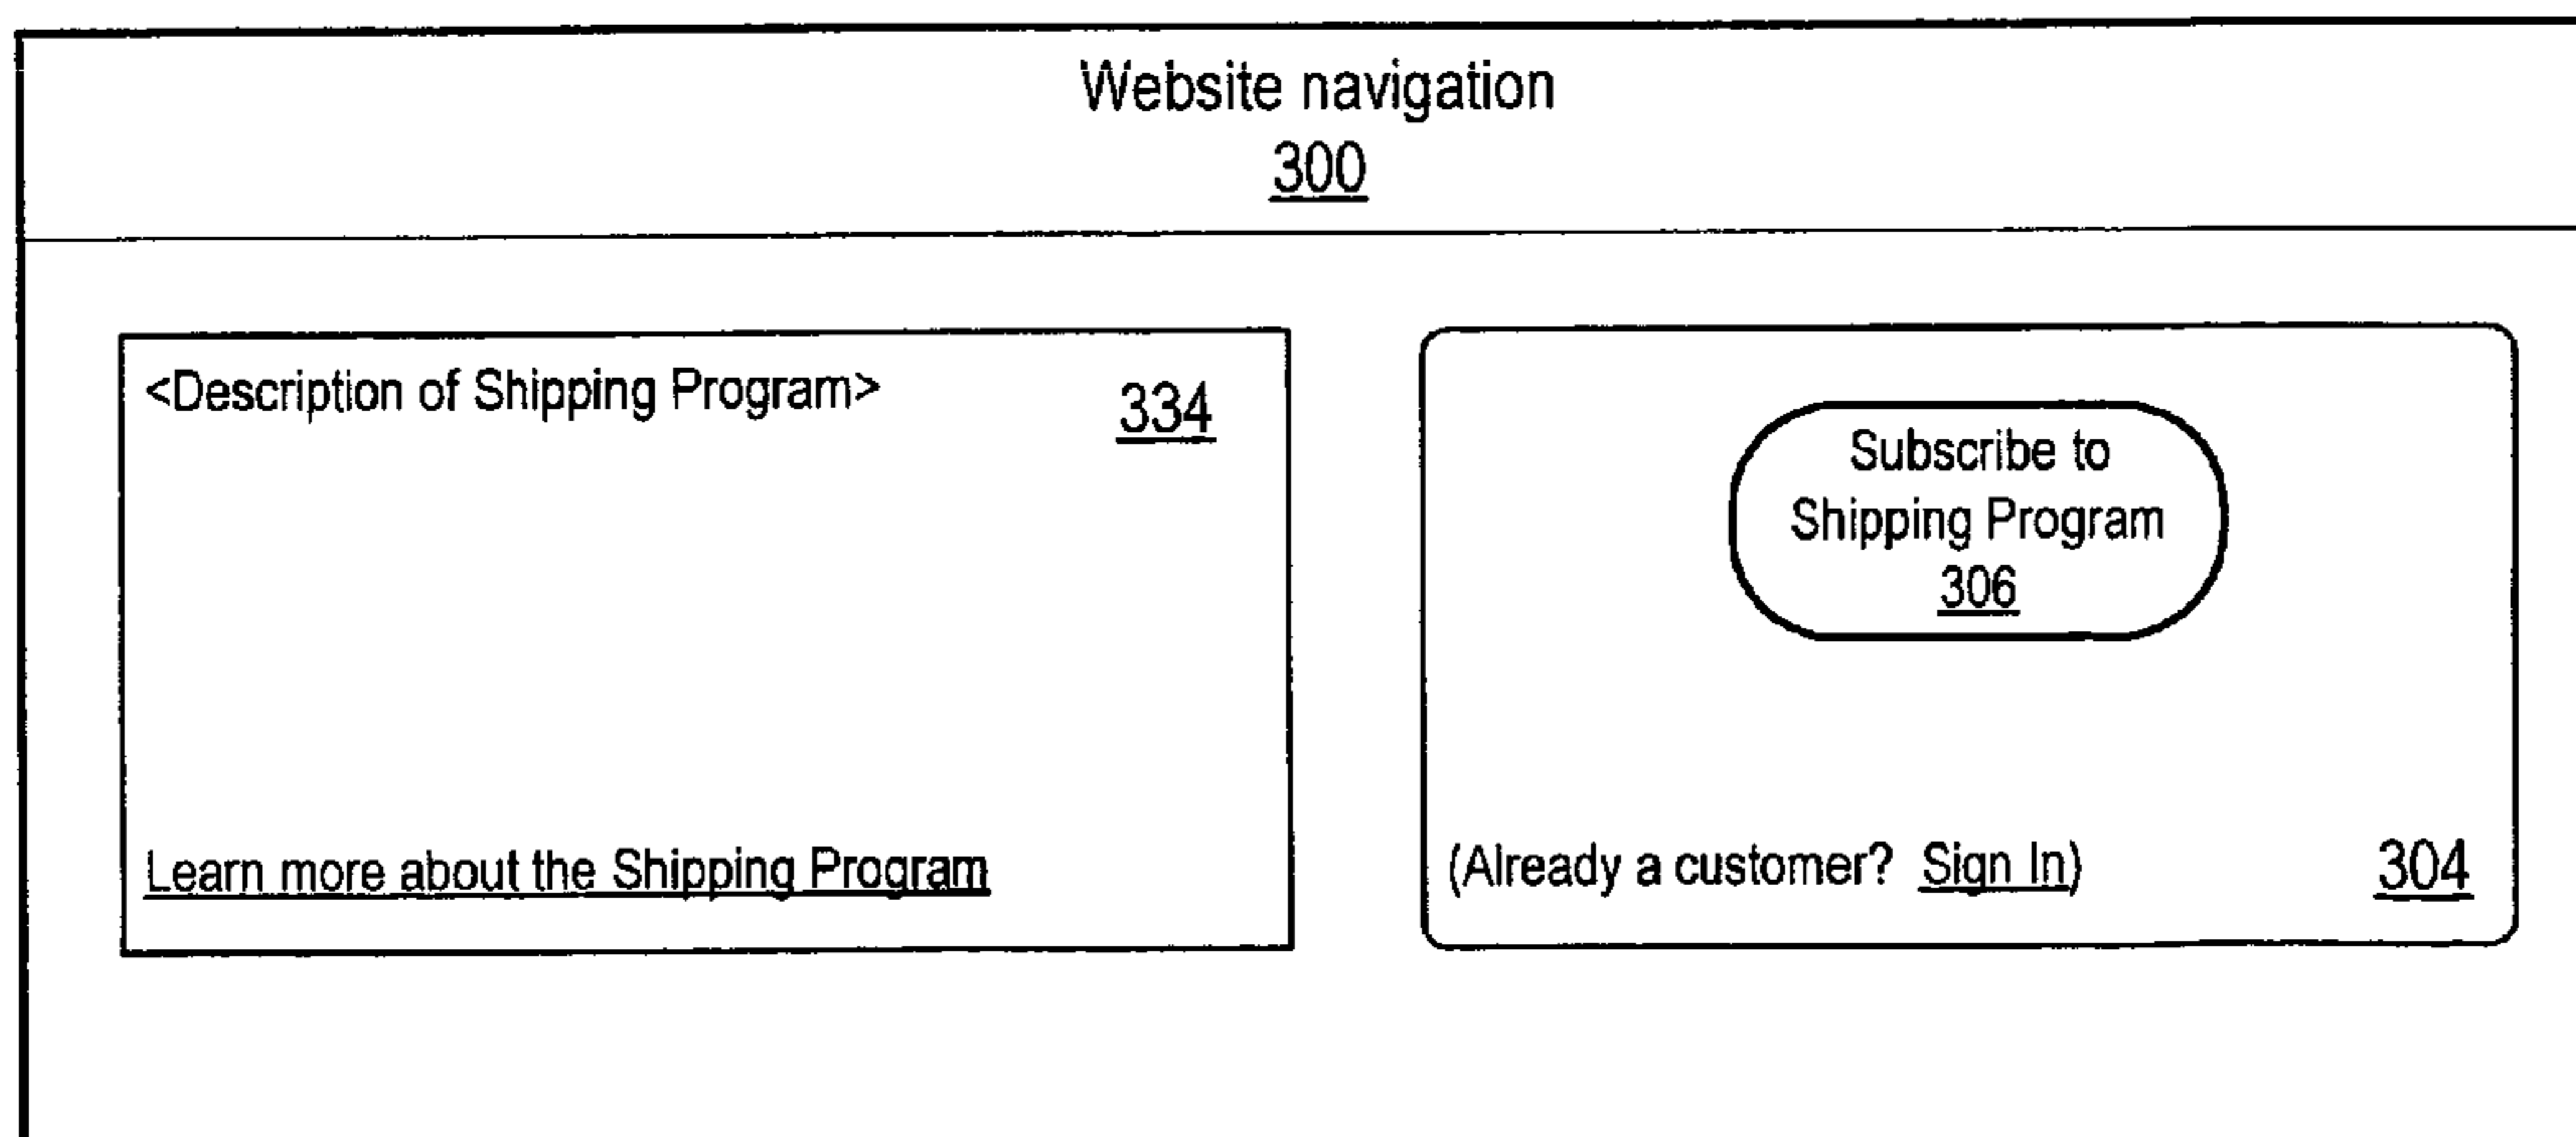 Website navigation
300
<Description of Shipping Program>
334
Learn more about the Shipping Program
Subscribe to
Shipping Program
306
(Already a customer? Sign In)
304